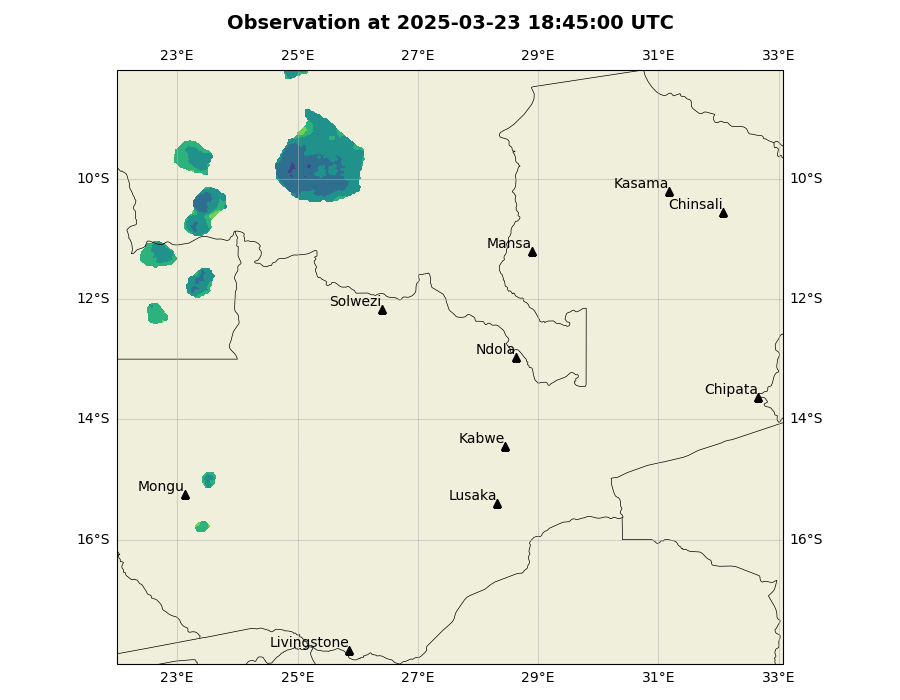 Observation at 2025-03-23 18:45:00 UTC
23°E 25°E 27°E 29°E 31°E 33°E
10°S 10°S
Kasama
Chinsali
Mansa
12°S 12°S
Solwezi
Ndola
Chipata
14°S 14°S
Kabwe
Mongu
Lusaka
16°S 16°S
Livingstone
23°E 25°E 27°E 29°E 31°E 33°E